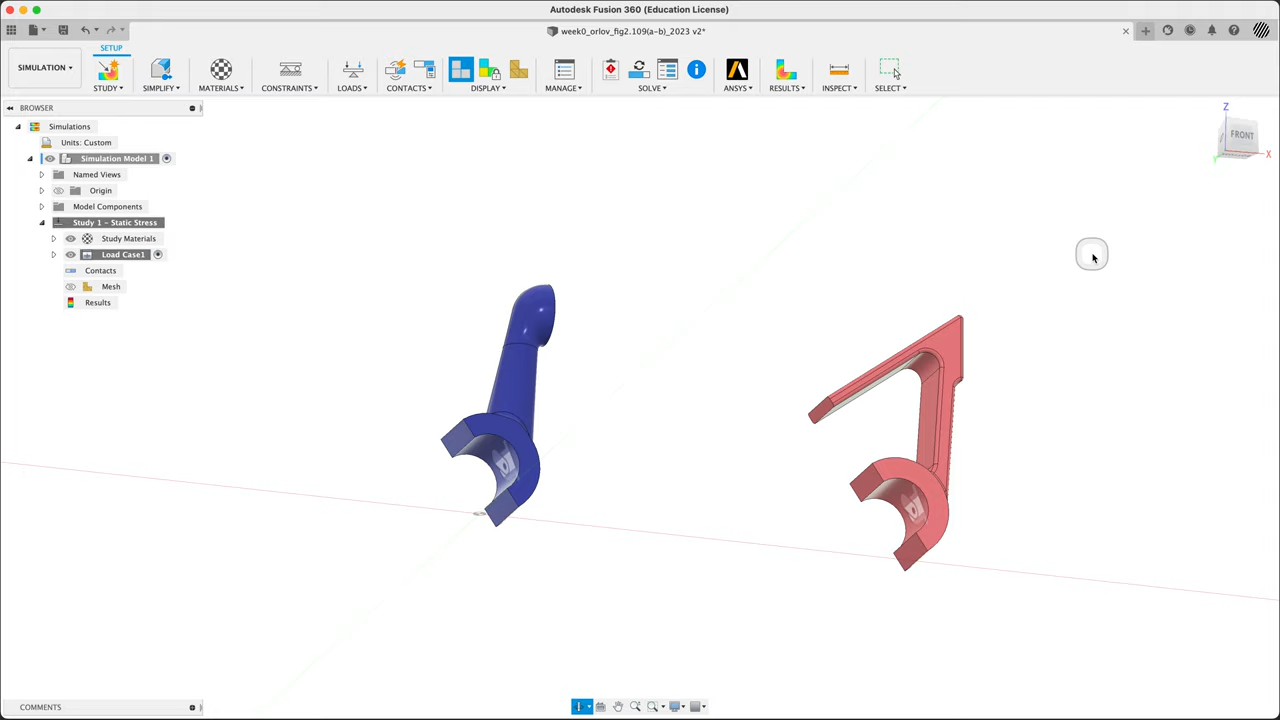 Autodesk Fusion 360 (Education License)
week0_orlov_fig2.109(a-b)_2023 v2*
SETUP
SIMULATION
STUDY
SIMPLIFY
MATERIALS
CONSTRAINTS
LOADS
CONTACTS
DISPLAY
MANAGE
SOLVE
ANSYS
RESULTS
INSPECT
SELECT
BROWSER
Simulations
Units: Custom
Simulation Model 1
Named Views
Origin
Model Components
Study 1 - Static Stress
Study Materials
Load Case1
Contacts
Mesh
Results
Z
FRONT
X
Y
COMMENTS